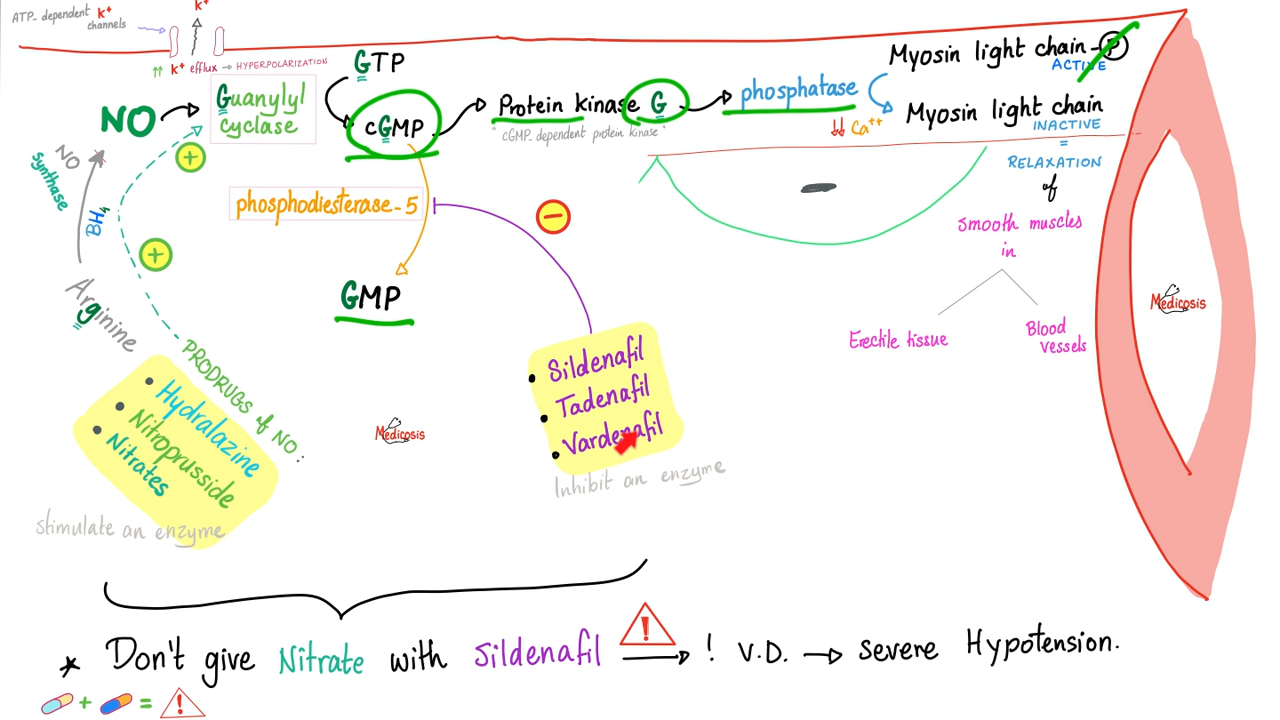 ATP-dependent K+
channels
K+
↑↑ K+ efflux → HYPERPOLARIZATION
GTP
NO
Guanylyl
cyclase
cGMP
Protein kinase G
"cGMP-dependent protein kinase"
phosphatase
↓↓ Ca++
Myosin light chain-P
ACTIVE
Myosin light chain
INACTIVE
=
RELAXATION
of
Smooth muscles
in
Erectile tissue
Blood
vessels
NO
synthase
BH4
Arginine
+
+
phosphodiesterase-5
−
GMP
PRODRUGS of NO
• Hydralazine
• Nitroprusside
• Nitrates
stimulate an enzyme
• Sildenafil
• Tadenafil
• Vardenafil
Inhibit an enzyme
Medicosis
Medicosis
* Don't give Nitrate with Sildenafil ! → ! V.D. → Severe Hypotension.
+ = !